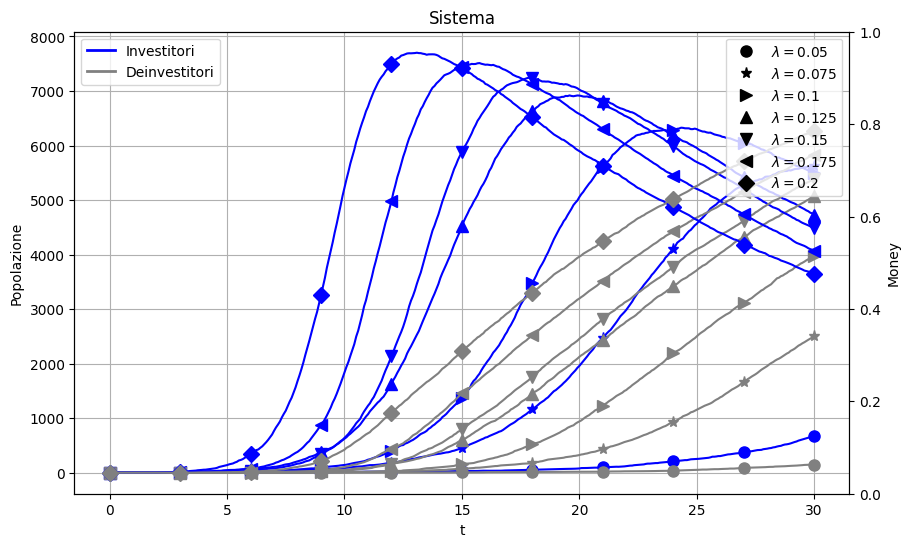 Sistema
Investitori
Deinvestitori
λ = 0.05
λ = 0.075
λ = 0.1
λ = 0.125
λ = 0.15
λ = 0.175
λ = 0.2
8000
7000
6000
5000
4000
3000
2000
1000
0
Popolazione
1.0
0.8
0.6
0.4
0.2
0.0
Money
0 5 10 15 20 25 30
t